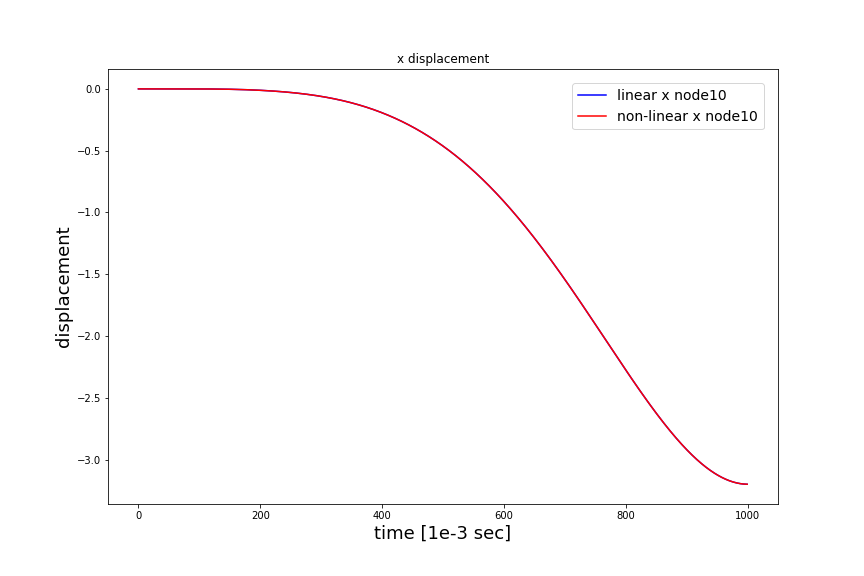 x displacement
linear x node10
non-linear x node10
displacement
0.0
−0.5
−1.0
−1.5
−2.0
−2.5
−3.0
0
200
400
600
800
1000
time [1e-3 sec]